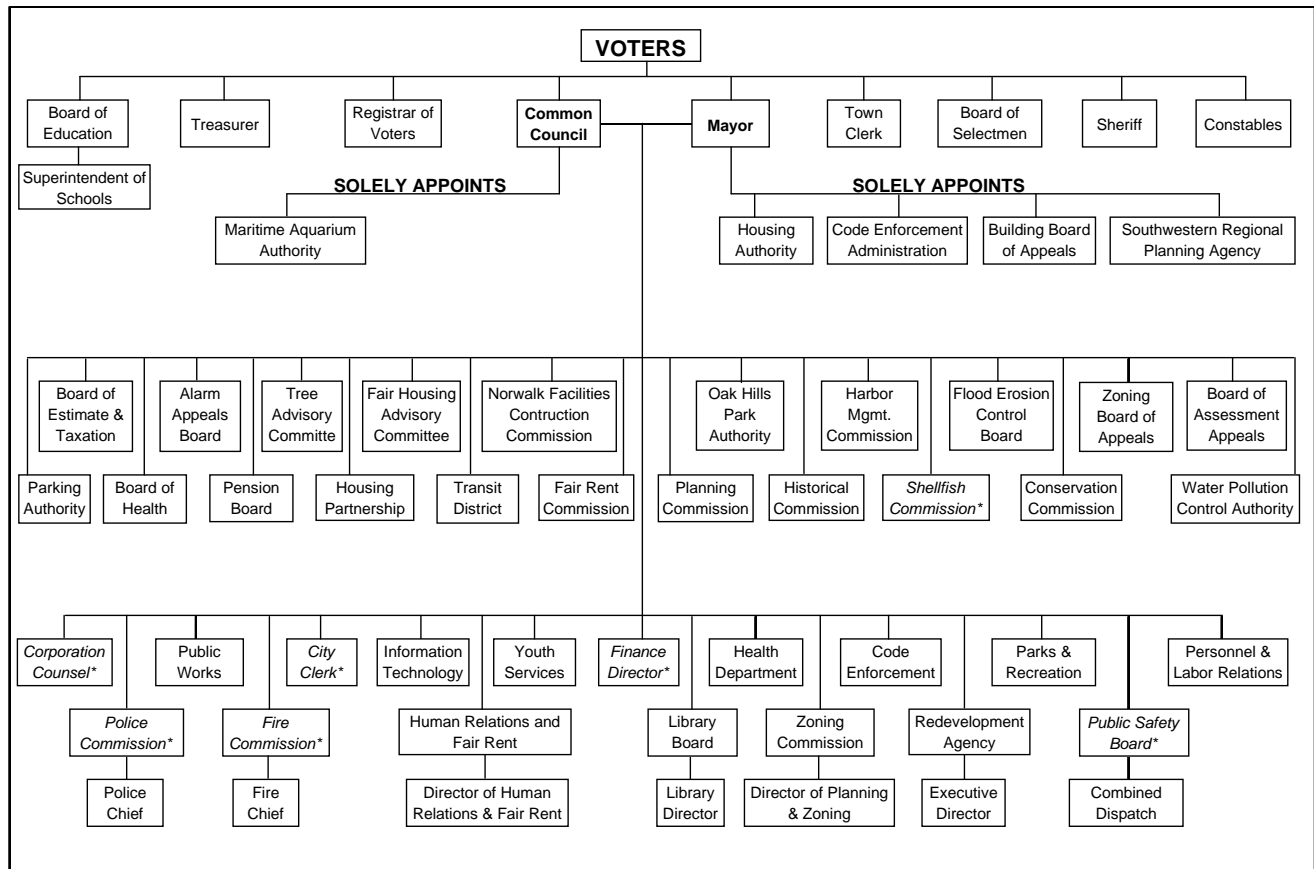 VOTERS
Board of
Education
Treasurer
Registrar of
Voters
Common
Council
Mayor
Town
Clerk
Board of
Selectmen
Sheriff
Constables
Superintendent of
Schools
SOLELY APPOINTS
SOLELY APPOINTS
Maritime Aquarium
Authority
Housing
Authority
Code Enforcement
Administration
Building Board
of Appeals
Southwestern Regional
Planning Agency
Board of
Estimate &
Taxation
Alarm
Appeals
Board
Tree
Advisory
Committe
Fair Housing
Advisory
Committee
Norwalk Facilities
Contruction
Commission
Oak Hills
Park
Authority
Harbor
Mgmt.
Commission
Flood Erosion
Control
Board
Zoning
Board of
Appeals
Board of
Assessment
Appeals
Parking
Authority
Board of
Health
Pension
Board
Housing
Partnership
Transit
District
Fair Rent
Commission
Planning
Commission
Historical
Commission
Shellfish
Commission*
Conservation
Commission
Water Pollution
Control Authority
Corporation
Counsel*
Public
Works
City
Clerk*
Information
Technology
Youth
Services
Finance
Director*
Health
Department
Code
Enforcement
Parks &
Recreation
Personnel &
Labor Relations
Police
Commission*
Fire
Commission*
Human Relations and
Fair Rent
Library
Board
Zoning
Commission
Redevelopment
Agency
Public Safety
Board*
Police
Chief
Fire
Chief
Director of Human
Relations & Fair Rent
Library
Director
Director of Planning
& Zoning
Executive
Director
Combined
Dispatch